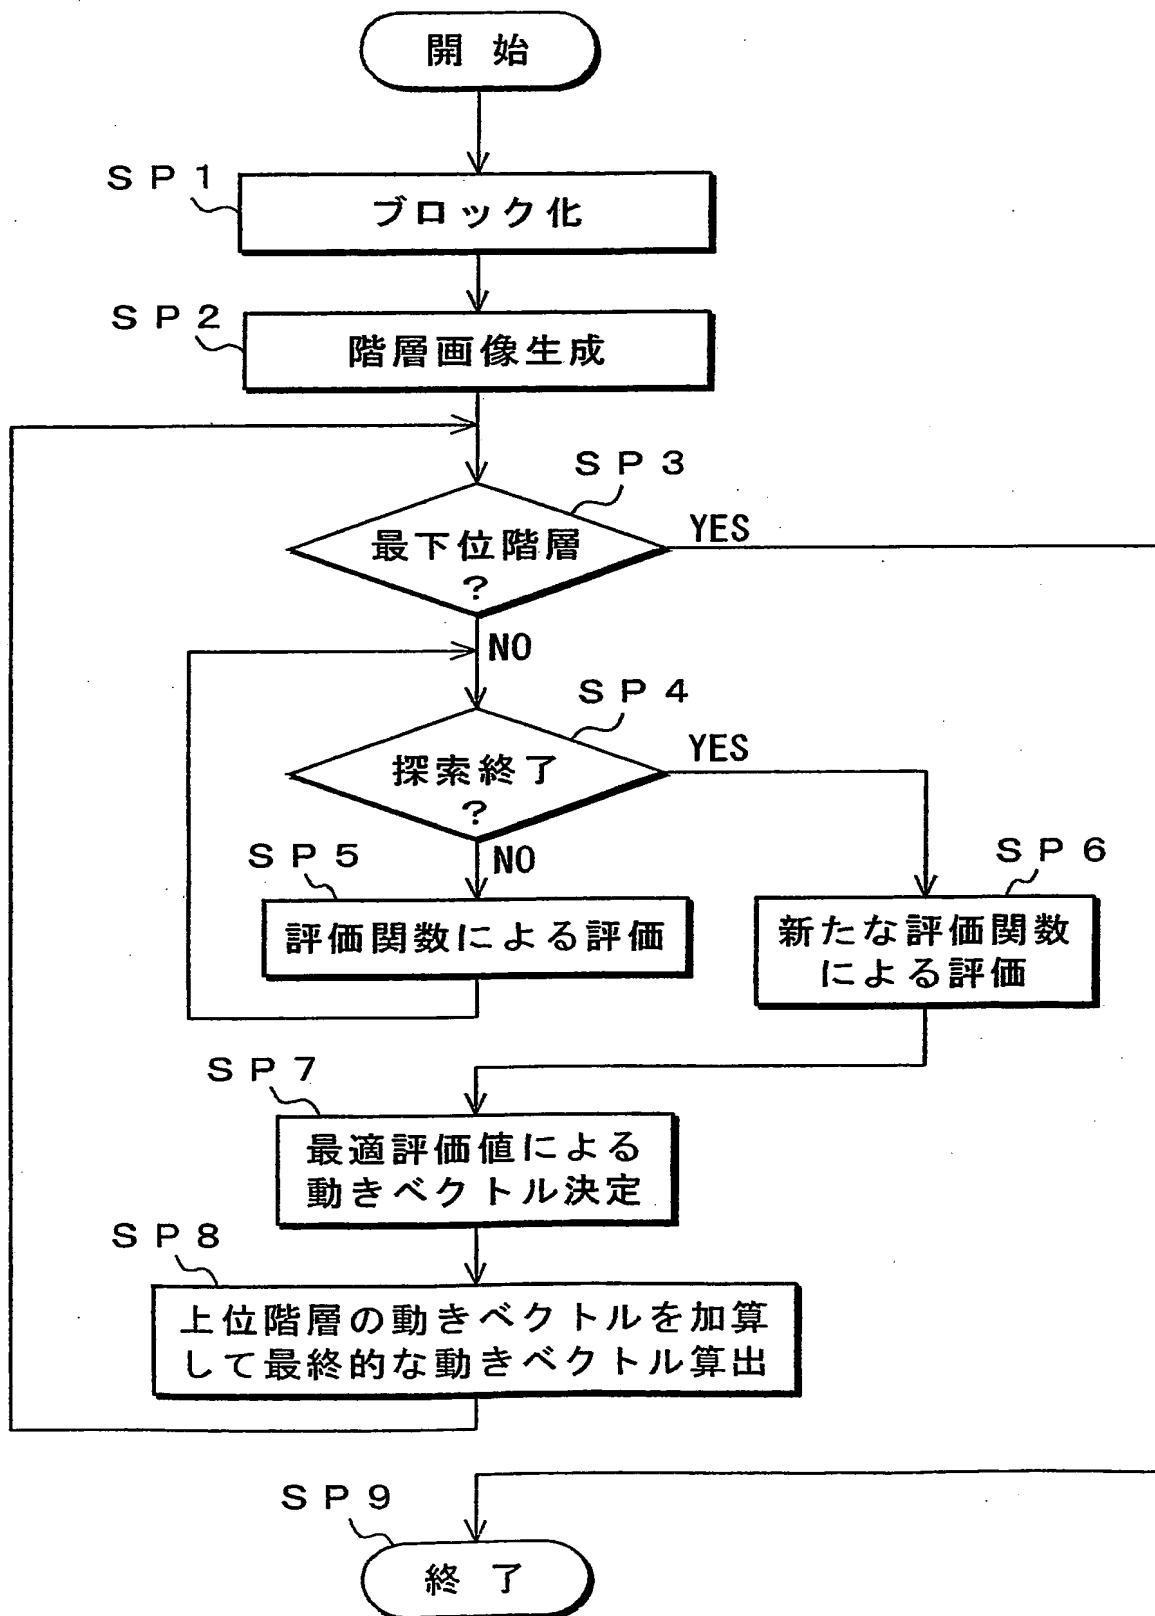 開始
SP1
ブロック化
SP2
階層画像生成
SP3
最下位階層
?
YES
NO
SP4
探索終了
?
YES
NO
SP5
評価関数による評価
SP6
新たな評価関数
による評価
SP7
最適評価値による
動きベクトル決定
SP8
上位階層の動きベクトルを加算
して最終的な動きベクトル算出
SP9
終了